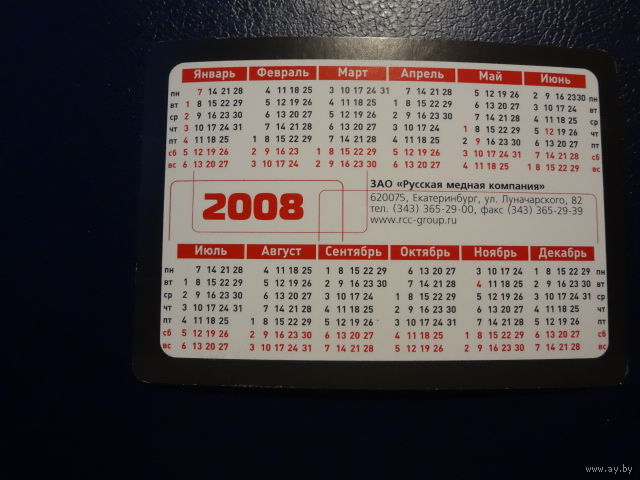 Январь Февраль Март Апрель Май Июнь
пн 7 14 21 28 4 11 18 25 3 10 17 24 31 7 14 21 28 5 12 19 26 2 9 16 23 30 пн
вт 1 8 15 22 29 5 12 19 26 4 11 18 25 1 8 15 22 29 6 13 20 27 3 10 17 24 вт
ср 2 9 16 23 30 6 13 20 27 5 12 19 26 2 9 16 23 30 7 14 21 28 4 11 18 25 ср
чт 3 10 17 24 31 7 14 21 28 6 13 20 27 3 10 17 24 1 8 15 22 29 5 12 19 26 чт
пт 4 11 18 25 1 8 15 22 29 7 14 21 28 4 11 18 25 2 9 16 23 30 6 13 20 27 пт
сб 5 12 19 26 2 9 16 23 1 8 15 22 29 5 12 19 26 3 10 17 24 31 7 14 21 28 сб
вс 6 13 20 27 3 10 17 24 2 9 16 23 30 6 13 20 27 4 11 18 25 1 8 15 22 29 вс
2008
ЗАО «Русская медная компания»
620075, Екатеринбург, ул. Луначарского, 82
тел. (343) 365-29-00, факс (343) 365-29-39
www.rcc-group.ru
Июль Август Сентябрь Октябрь Ноябрь Декабрь
пн 7 14 21 28 4 11 18 25 1 8 15 22 29 6 13 20 27 3 10 17 24 1 8 15 22 29 пн
вт 1 8 15 22 29 5 12 19 26 2 9 16 23 30 7 14 21 28 4 11 18 25 2 9 16 23 30 вт
ср 2 9 16 23 30 6 13 20 27 3 10 17 24 1 8 15 22 29 5 12 19 26 3 10 17 24 31 ср
чт 3 10 17 24 31 7 14 21 28 4 11 18 25 2 9 16 23 30 6 13 20 27 4 11 18 25 чт
пт 4 11 18 25 1 8 15 22 29 5 12 19 26 3 10 17 24 31 7 14 21 28 5 12 19 26 пт
сб 5 12 19 26 2 9 16 23 30 6 13 20 27 4 11 18 25 1 8 15 22 29 6 13 20 27 сб
вс 6 13 20 27 3 10 17 24 31 7 14 21 28 5 12 19 26 2 9 16 23 30 7 14 21 28 вс
www.ay.by